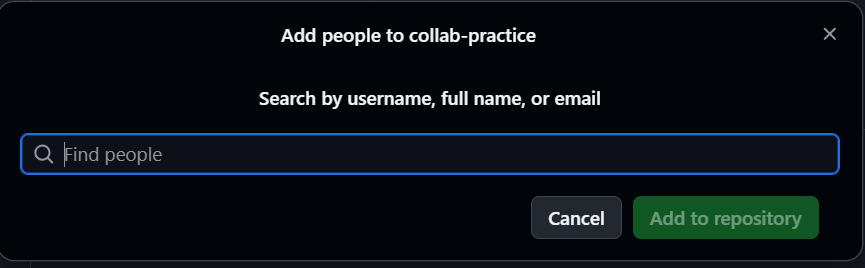 Add people to collab-practice
Search by username, full name, or email
Find people
Cancel
Add to repository